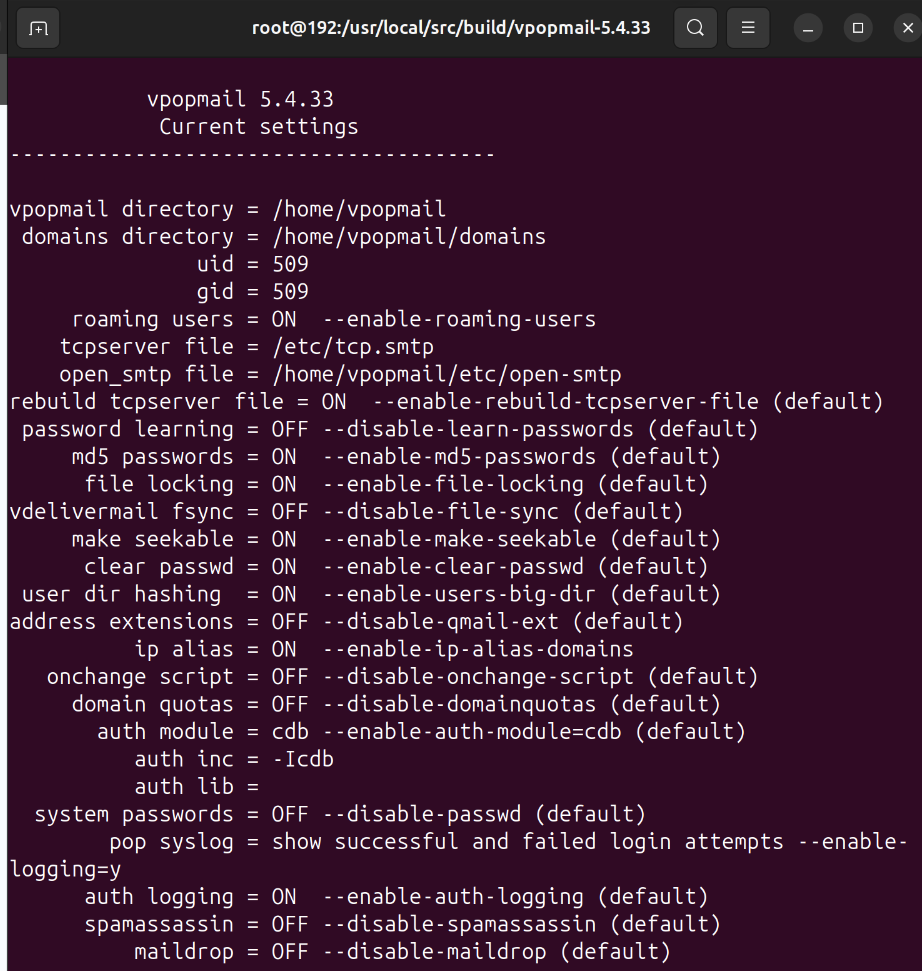 root@192:/usr/local/src/build/vpopmail-5.4.33
vpopmail 5.4.33
Current settings
---------------------------------------
vpopmail directory = /home/vpopmail
domains directory = /home/vpopmail/domains
uid = 509
gid = 509
roaming users = ON  --enable-roaming-users
tcpserver file = /etc/tcp.smtp
open_smtp file = /home/vpopmail/etc/open-smtp
rebuild tcpserver file = ON  --enable-rebuild-tcpserver-file (default)
password learning = OFF --disable-learn-passwords (default)
md5 passwords = ON  --enable-md5-passwords (default)
file locking = ON  --enable-file-locking (default)
vdelivermail fsync = OFF --disable-file-sync (default)
make seekable = ON  --enable-make-seekable (default)
clear passwd = ON  --enable-clear-passwd (default)
user dir hashing  = ON  --enable-users-big-dir (default)
address extensions = OFF --disable-qmail-ext (default)
ip alias = ON  --enable-ip-alias-domains
onchange script = OFF --disable-onchange-script (default)
domain quotas = OFF --disable-domainquotas (default)
auth module = cdb --enable-auth-module=cdb (default)
auth inc = -Icdb
auth lib =
system passwords = OFF --disable-passwd (default)
pop syslog = show successful and failed login attempts --enable-
logging=y
auth logging = ON  --enable-auth-logging (default)
spamassassin = OFF --disable-spamassassin (default)
maildrop = OFF --disable-maildrop (default)